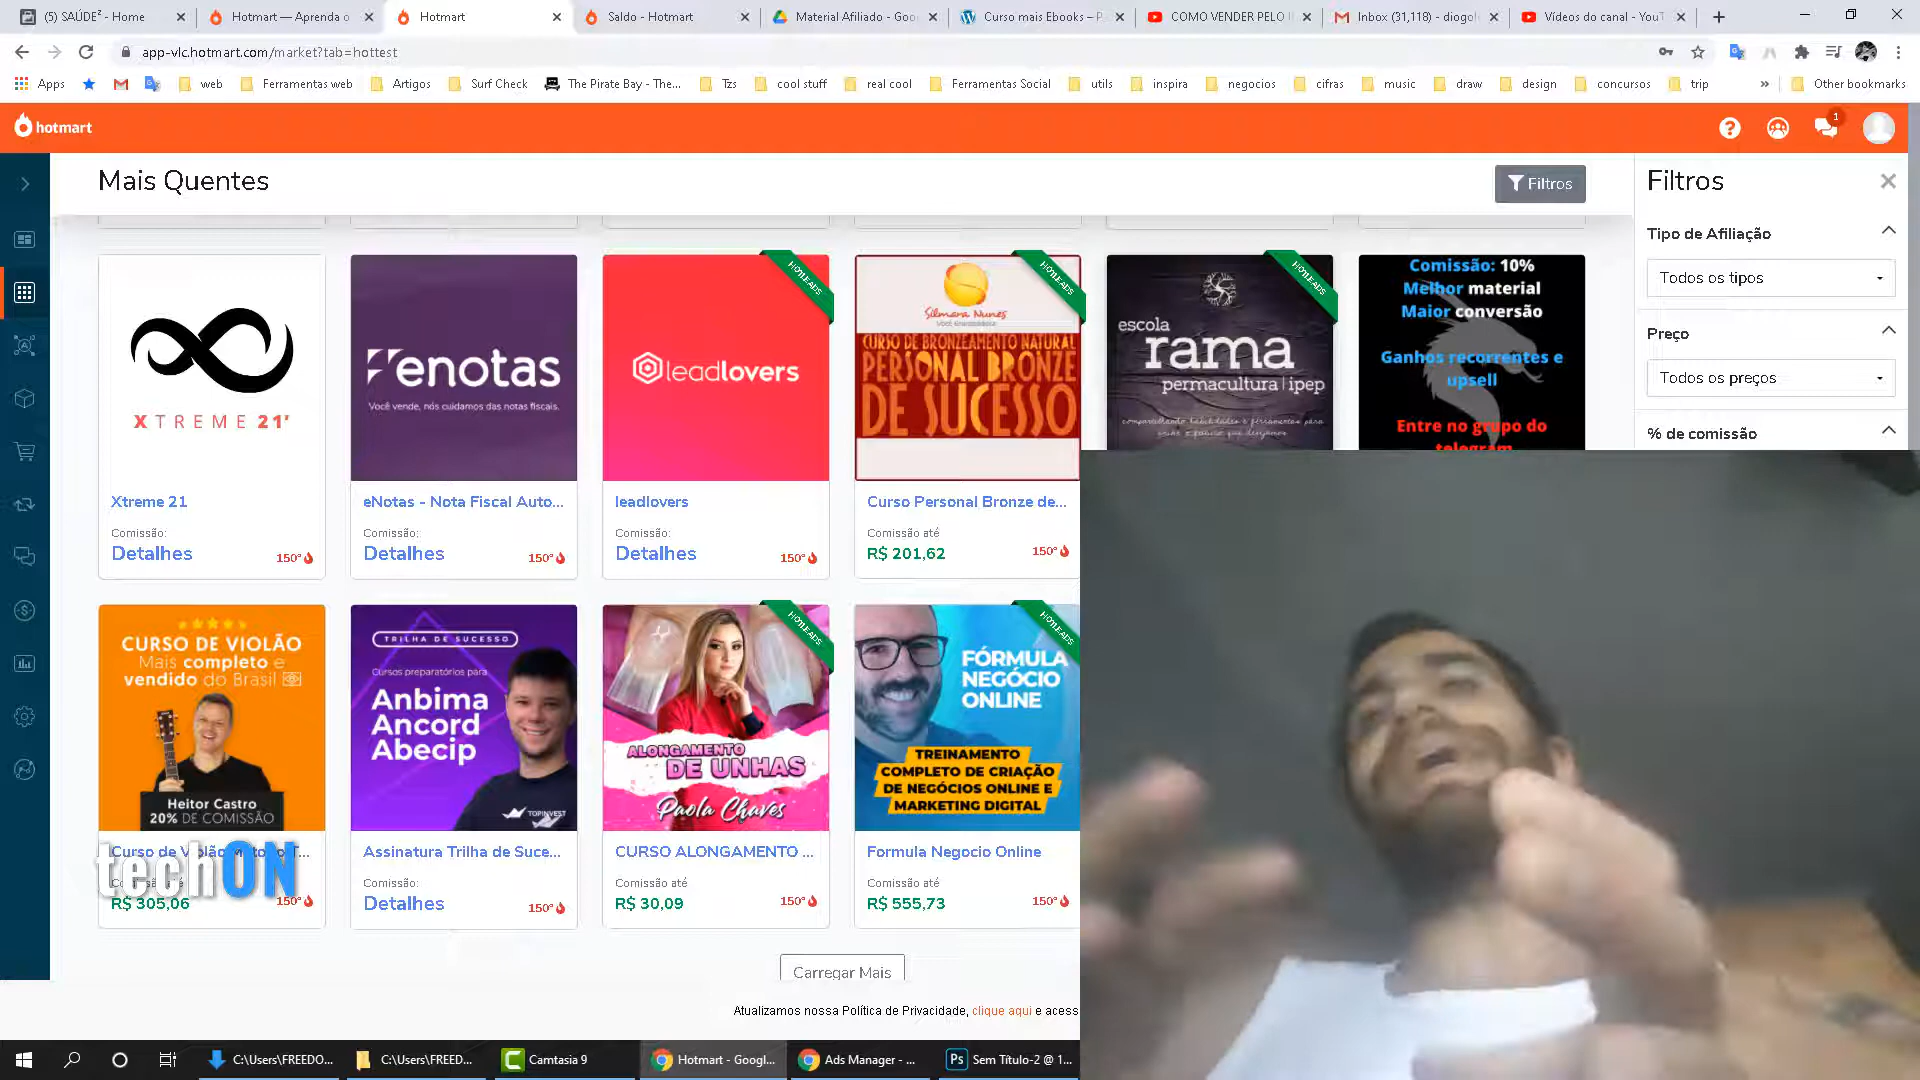 (5) SAÚDE² - Home
Hotmart — Aprenda o
Hotmart
Saldo - Hotmart
Material Afiliado - Goo
Curso mais Ebooks – P
COMO VENDER PELO
Inbox (31,118) - diogo
Vídeos do canal - YouT
app-vlc.hotmart.com/market?tab=hottest
Apps
web
Ferramentas web
Artigos
Surf Check
The Pirate Bay - The...
Tzs
cool stuff
real cool
Ferramentas Social
utils
inspira
negocios
cifras
music
draw
design
concursos
trip
»
Other bookmarks
hotmart
1
Mais Quentes
Filtros
Filtros
Tipo de Afiliação
Todos os tipos
Preço
Todos os preços
% de comissão
XTREME 21'
Xtreme 21
Comissão:
Detalhes
150°
enotas
Você vende, nós cuidamos das notas fiscais.
eNotas - Nota Fiscal Auto...
Comissão:
Detalhes
150°
HOTLEADS
leadlovers
leadlovers
Comissão:
Detalhes
150°
HOTLEADS
Silmara Nunes
CURSO DE BRONZEAMENTO NATURAL
PERSONAL BRONZE
DE SUCESSO
Curso Personal Bronze de...
Comissão até
R$ 201,62
150°
HOTLEADS
escola
rama
permacultura | ipep
Comissão: 10%
Melhor material
Maior conversão
Ganhos recorrentes e
upsell
Entre no grupo do
telegram
CURSO DE VIOLÃO
Mais completo e
vendido do Brasil
Heitor Castro
20% DE COMISSÃO
Curso de Violão
R$ 305,06
150°
techON
TRILHA DE SUCESSO
Cursos preparatórios para
Anbima
Ancord
Abecip
TOPINVEST
Assinatura Trilha de Suce...
Comissão:
Detalhes
150°
HOTLEADS
ALONGAMENTO
DE UNHAS
Paola Chaves
CURSO ALONGAMENTO ...
Comissão até
R$ 30,09
150°
HOTLEADS
FÓRMULA
NEGÓCIO
ONLINE
TREINAMENTO
COMPLETO DE CRIAÇÃO
DE NEGÓCIOS ONLINE E
MARKETING DIGITAL
Formula Negocio Online
Comissão até
R$ 555,73
150°
Carregar Mais
Atualizamos nossa Política de Privacidade, clique aqui e acess
C:\Users\FREEDO...
C:\Users\FREED...
Camtasia 9
Hotmart - Googl...
Ads Manager - ...
Ps
Sem Título-2 @ 1...